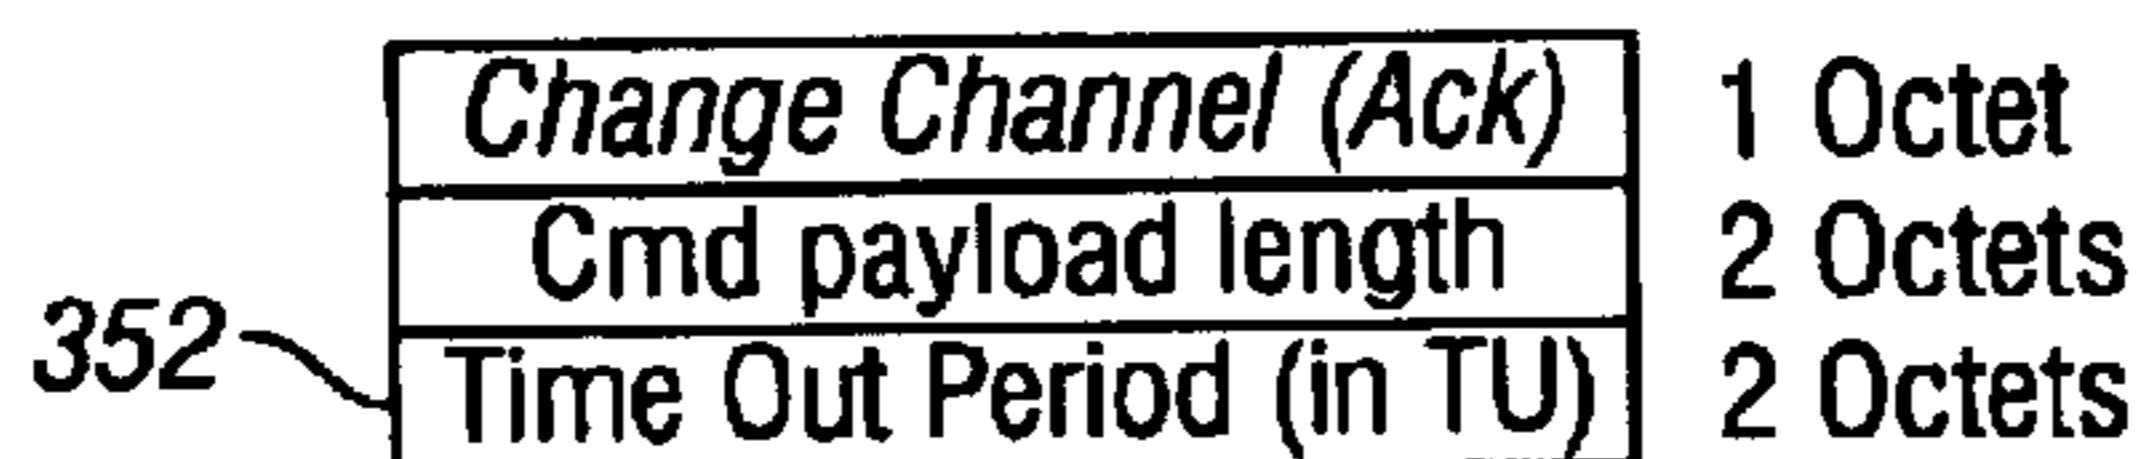 Change Channel (Ack) 1 Octet
Cmd payload length 2 Octets
352 Time Out Period (in TU) 2 Octets